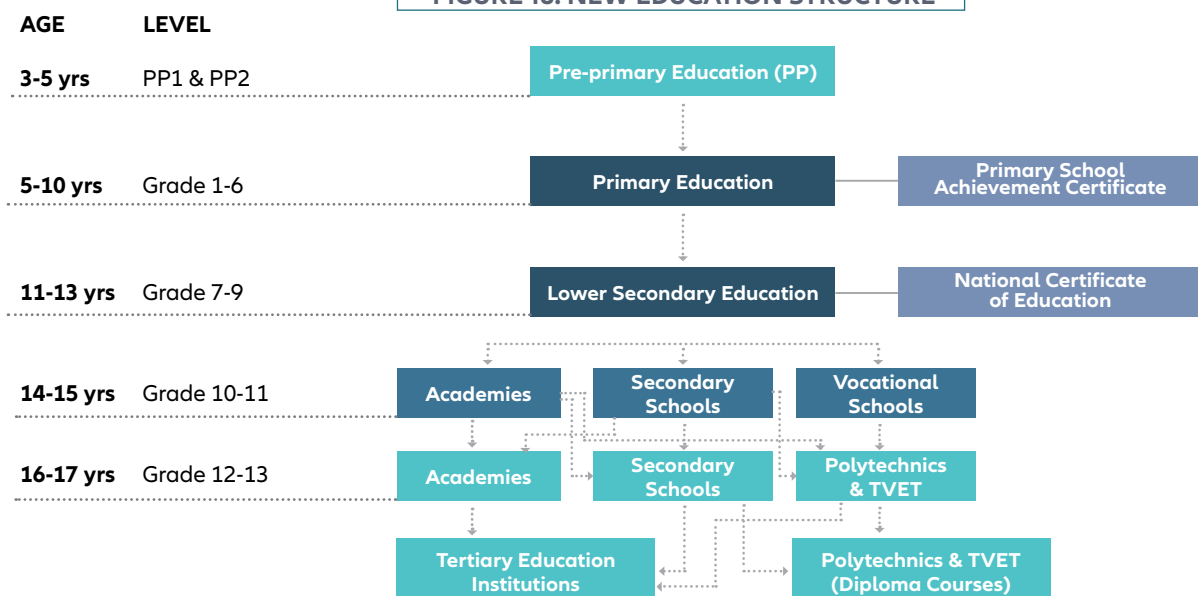 NEW EDUCATION STRUCTURE
AGE LEVEL
3-5 yrs PP1 & PP2
Pre-primary Education (PP)
5-10 yrs Grade 1-6
Primary Education
Primary School
Achievement Certificate
11-13 yrs Grade 7-9
Lower Secondary Education
National Certificate
of Education
14-15 yrs Grade 10-11
Academies
Secondary
Schools
Vocational
Schools
16-17 yrs Grade 12-13
Academies
Secondary
Schools
Polytechnics
& TVET
Tertiary Education
Institutions
Polytechnics & TVET
(Diploma Courses)